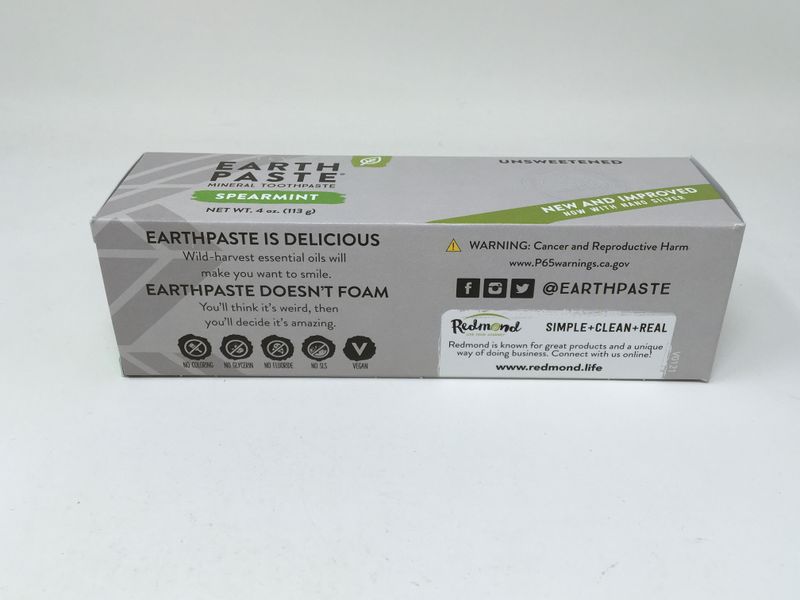 EARTH
PASTE®
MINERAL TOOTHPASTE
SPEARMINT
NET WT. 4 oz. (113 g)
UNSWEETENED
NEW AND IMPROVED
NOW WITH NANO SILVER
EARTHPASTE IS DELICIOUS
Wild-harvest essential oils will
make you want to smile.
EARTHPASTE DOESN'T FOAM
You'll think it's weird, then
you'll decide it's amazing.
NO COLORING
NO GLYCERIN
NO FLUORIDE
NO SLS
V
VEGAN
WARNING: Cancer and Reproductive Harm
www.P65warnings.ca.gov
@EARTHPASTE
Redmond
SIMPLE+CLEAN+REAL
Redmond is known for great products and a unique
way of doing business. Connect with us online!
www.redmond.life
V0121